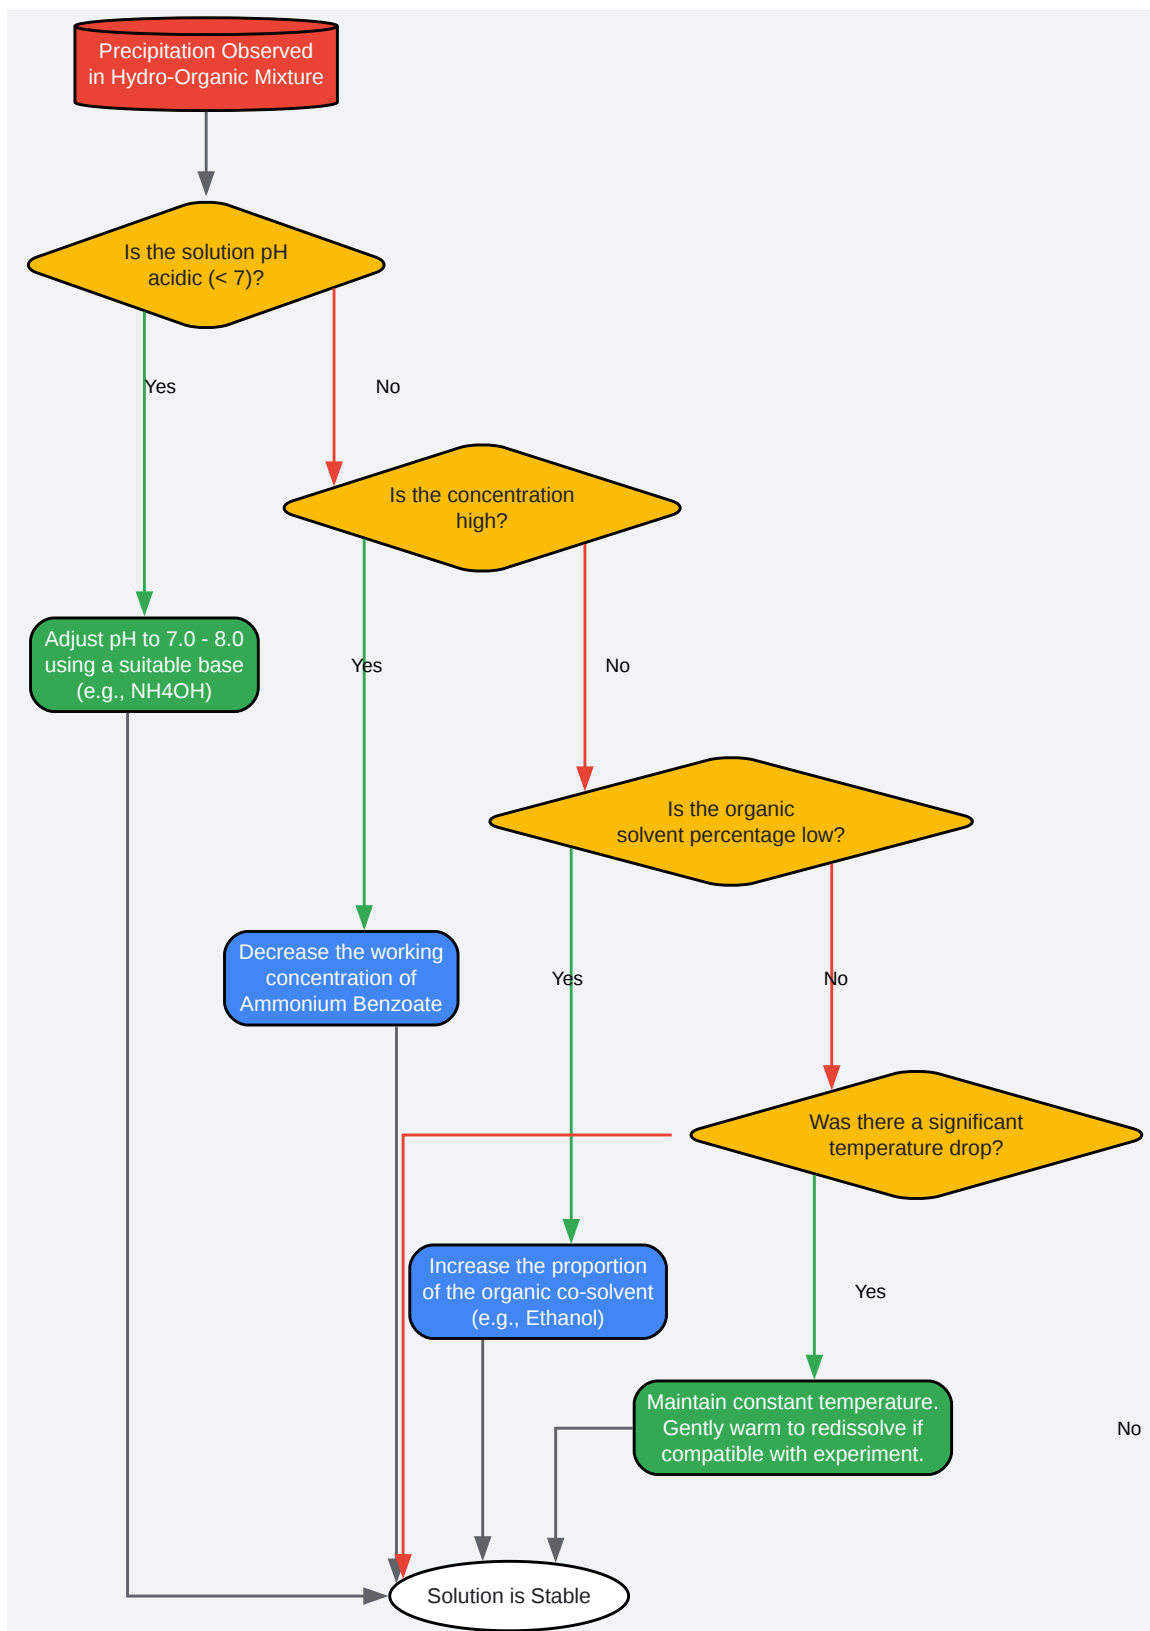 Precipitation Observed
in Hydro-Organic Mixture
Is the solution pH
acidic (< 7)?
Yes
No
Is the concentration
high?
Adjust pH to 7.0 - 8.0
using a suitable base
(e.g., NH4OH)
Yes
No
Is the organic
solvent percentage low?
Decrease the working
concentration of
Ammonium Benzoate
Yes
No
Was there a significant
temperature drop?
Increase the proportion
of the organic co-solvent
(e.g., Ethanol)
Yes
Maintain constant temperature.
Gently warm to redissolve if
compatible with experiment.
No
Solution is Stable